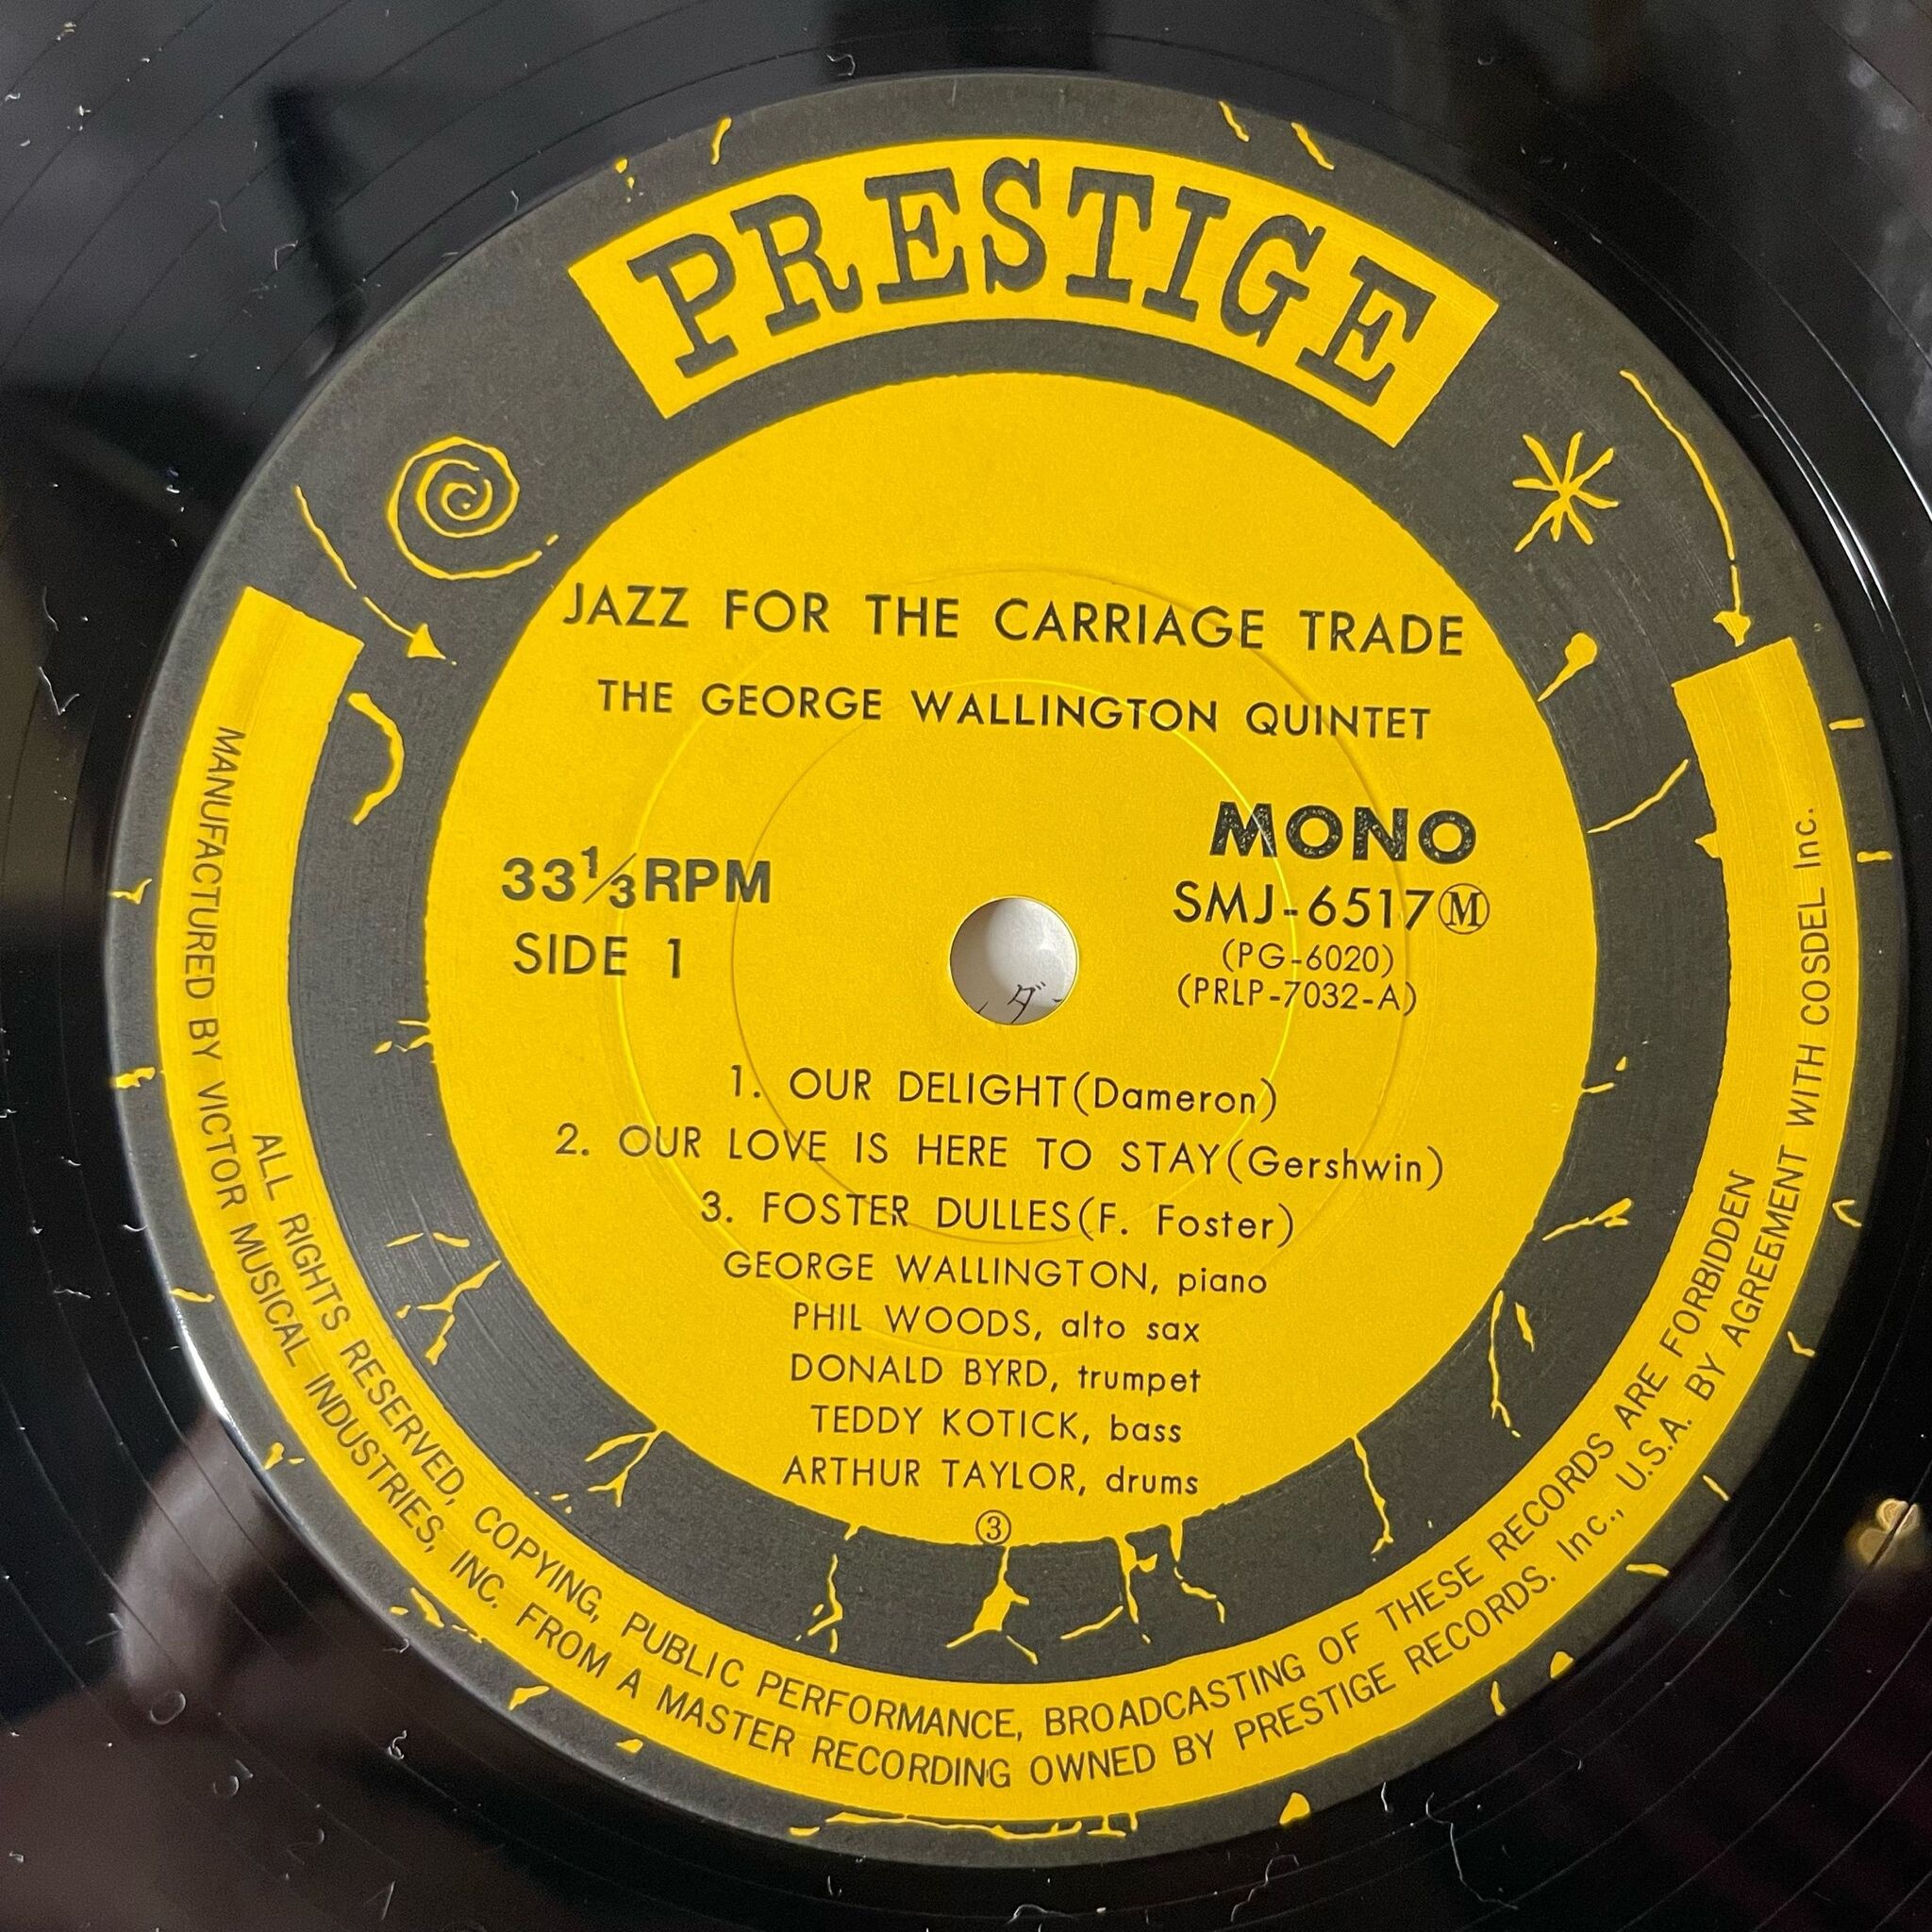 PRESTIGE
JAZZ FOR THE CARRIAGE TRADE
THE GEORGE WALLINGTON QUINTET
33⅓RPM
SIDE 1
MONO
SMJ-6517Ⓜ
(PG-6020)
(PRLP-7032-A)
ダ
1. OUR DELIGHT(Dameron)
2. OUR LOVE IS HERE TO STAY(Gershwin)
3. FOSTER DULLES(F. Foster)
GEORGE WALLINGTON, piano
PHIL WOODS, alto sax
DONALD BYRD, trumpet
TEDDY KOTICK, bass
ARTHUR TAYLOR, drums
③
ALL RIGHTS RESERVED, COPYING, PUBLIC PERFORMANCE, BROADCASTING OF THESE RECORDS ARE FORBIDDEN
MANUFACTURED BY VICTOR MUSICAL INDUSTRIES, INC. FROM A MASTER RECORDING OWNED BY PRESTIGE RECORDS. Inc., U.S.A. BY AGREEMENT WITH COSDEL Inc.